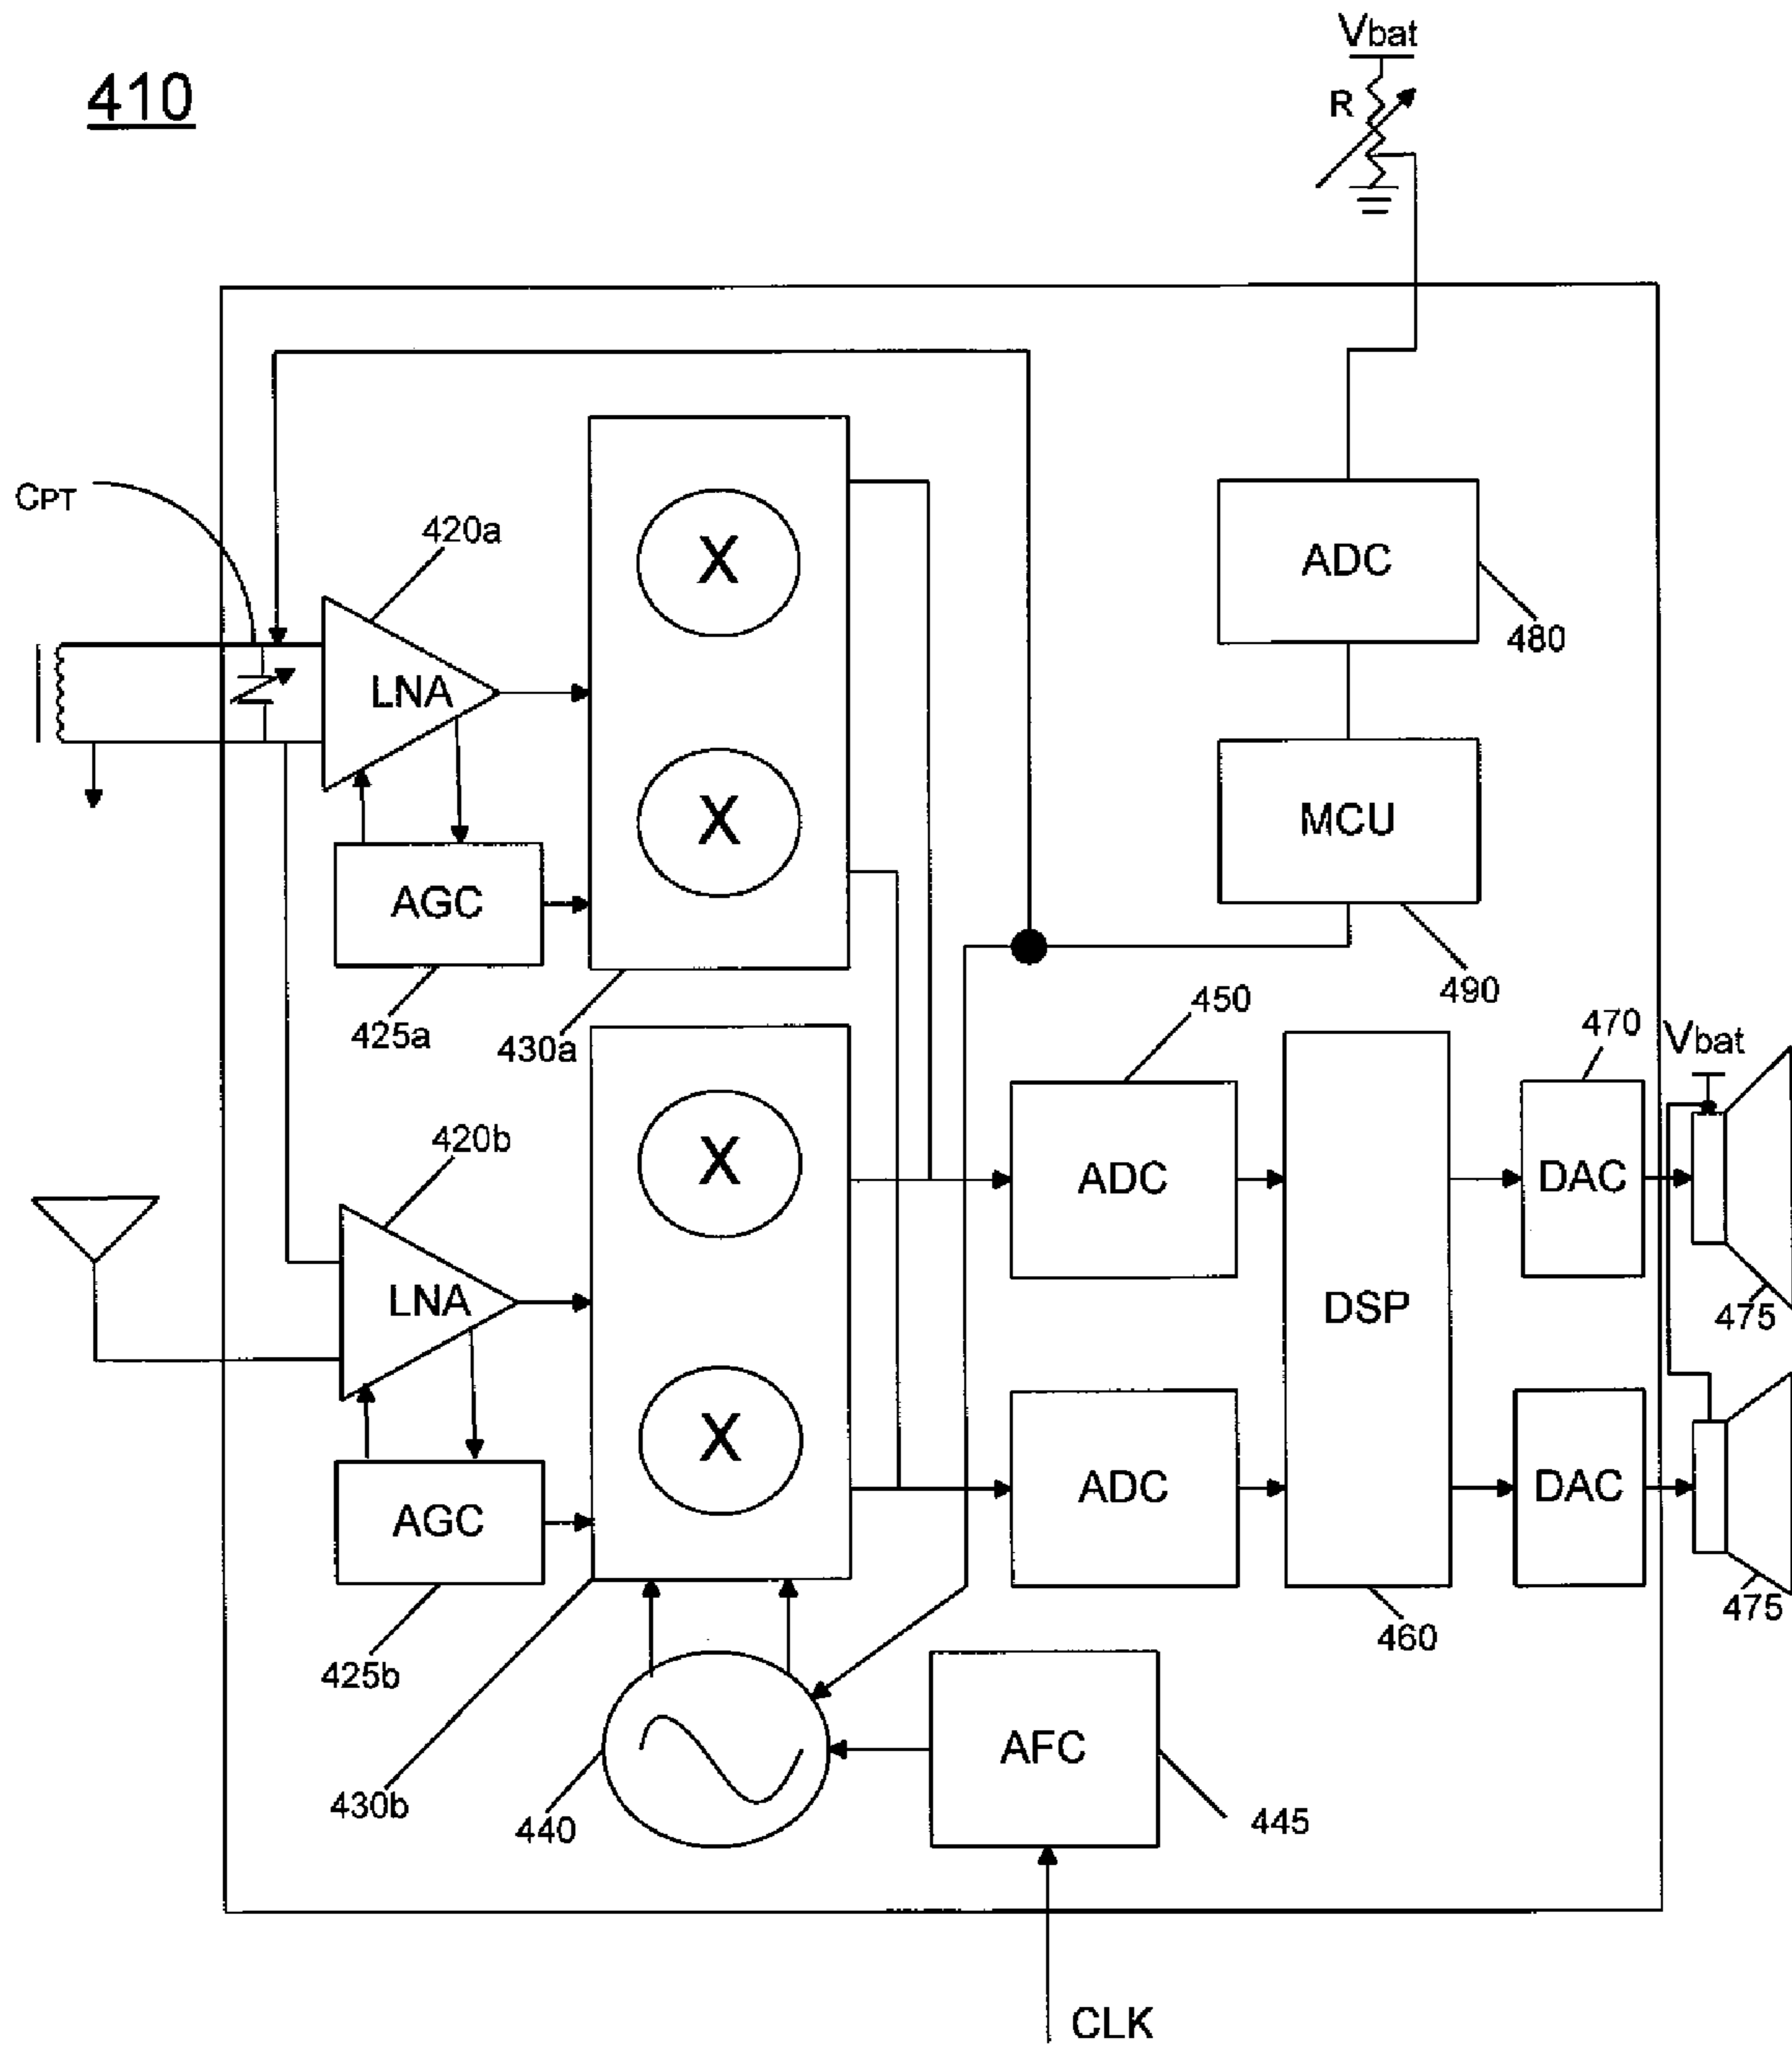 410
Vbat
R
CPT
420a
LNA
X
X
ADC
480
MCU
490
AGC
425a
430a
450
470
Vbat
420b
LNA
X
X
ADC
DSP
DAC
475
AGC
425b
ADC
DAC
475
460
430b
440
AFC
445
CLK